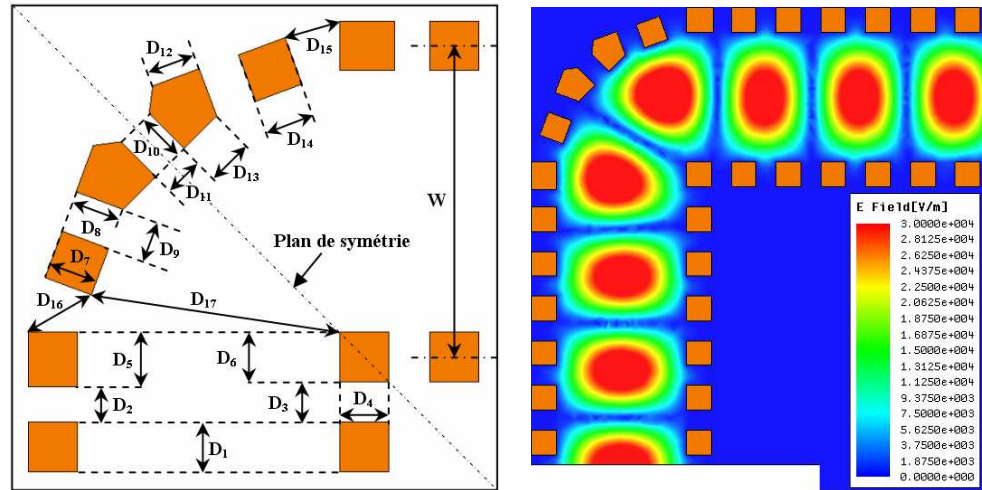 D12
D15
D14
D10
D13
D11
W
D8
D9
Plan de symétrie
D7
D17
D16
D5
D6
D2
D3
D4
D1
E Field[V/m]
3.0000e+004
2.8125e+004
2.6250e+004
2.4375e+004
2.2500e+004
2.0625e+004
1.8750e+004
1.6875e+004
1.5000e+004
1.3125e+004
1.1250e+004
9.3750e+003
7.5000e+003
5.6250e+003
3.7500e+003
1.8750e+003
0.0000e+000